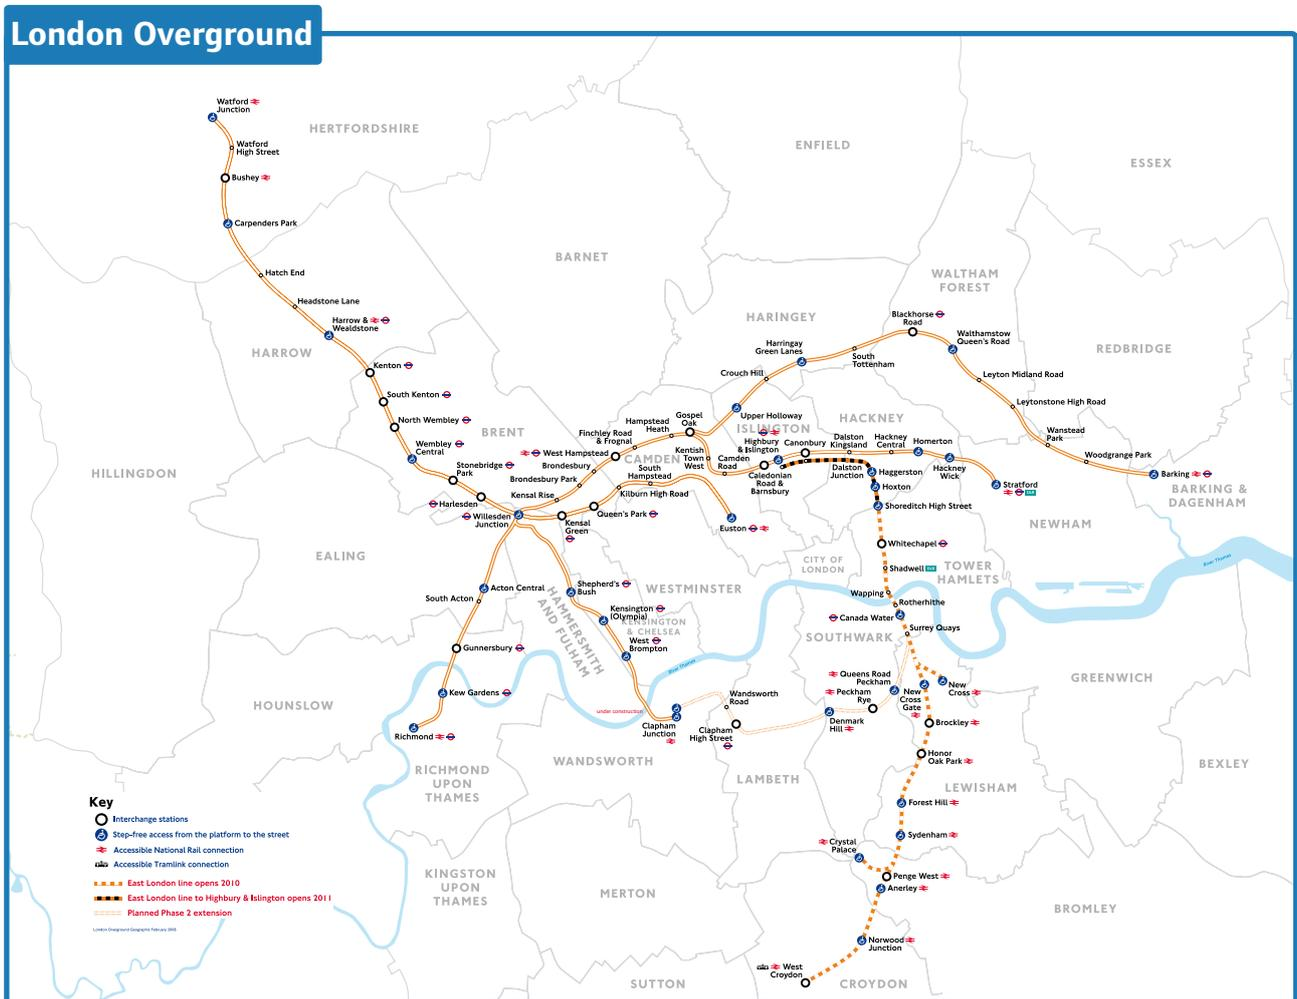 London Overground
Watford
Junction
HERTFORDSHIRE
ENFIELD
ESSEX
Watford
High Street
Bushey
Carpenders Park
BARNET
Hatch End
WALTHAM
FOREST
Headstone Lane
Harrow &
Wealdstone
HARINGEY
Blackhorse
Road
HARROW
Harringay
Green Lanes
Walthamstow
Queen's Road
REDBRIDGE
South
Tottenham
Kenton
Crouch Hill
Leyton Midland Road
South Kenton
Leytonstone High Road
North Wembley
BRENT
Hampstead
Heath
Gospel
Oak
Upper Holloway
ISLINGTON
HACKNEY
Wanstead
Park
Finchley Road
& Frognal
Wembley
Central
West Hampstead
CAMDEN
Kentish
Town
West
Highbury
& Islington
Canonbury
Dalston
Kingsland
Hackney
Central
Homerton
Woodgrange Park
HILLINGDON
Stonebridge
Park
Brondesbury
South
Hampstead
Camden
Road
Caledonian
Road &
Barnsbury
Dalston
Junction
Haggerston
Hackney
Wick
Barking
Brondesbury Park
Stratford
DLR
BARKING &
DAGENHAM
Harlesden
Kensal Rise
Kilburn High Road
Hoxton
Willesden
Junction
Kensal
Green
Queen's Park
Euston
Shoreditch High Street
NEWHAM
EALING
Whitechapel
CITY OF
LONDON
Shadwell
DLR
TOWER
HAMLETS
River Thames
Acton Central
Shepherd's
Bush
WESTMINSTER
South Acton
HAMMERSMITH
AND FULHAM
Kensington
(Olympia)
KENSINGTON
& CHELSEA
Wapping
Rotherhithe
Canada Water
Surrey Quays
SOUTHWARK
Gunnersbury
West
Brompton
River Thames
GREENWICH
Kew Gardens
Queens Road
Peckham
Peckham
Rye
New
Cross
Gate
New
Cross
HOUNSLOW
under construction
Wandsworth
Road
Richmond
Clapham
Junction
Clapham
High Street
Denmark
Hill
Brockley
Honor
Oak Park
WANDSWORTH
LAMBETH
LEWISHAM
BEXLEY
RICHMOND
UPON
THAMES
Forest Hill
Sydenham
Crystal
Palace
Penge West
Anerley
KINGSTON
UPON
THAMES
MERTON
BROMLEY
Norwood
Junction
West
Croydon
SUTTON
CROYDON
Key
Interchange stations
Step-free access from the platform to the street
Accessible National Rail connection
Accessible Tramlink connection
East London line opens 2010
East London line to Highbury & Islington opens 2011
Planned Phase 2 extension